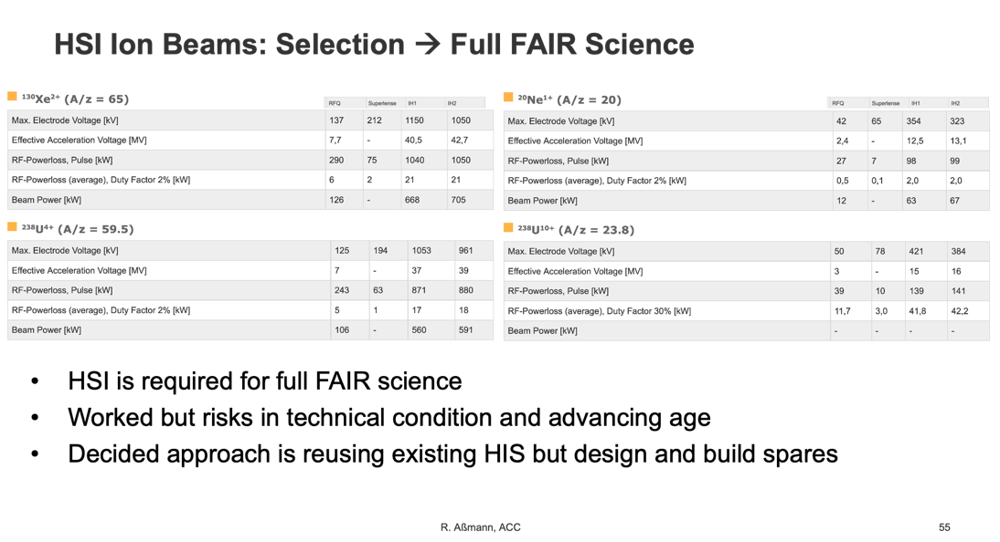 HSI Ion Beams: Selection → Full FAIR Science
¹³⁰Xe²⁺ (A/z = 65)
RFQ Superlense IH1 IH2
Max. Electrode Voltage [kV] 137 212 1150 1050
Effective Acceleration Voltage [MV] 7,7 - 40,5 42,7
RF-Powerloss, Pulse [kW] 290 75 1040 1050
RF-Powerloss (average), Duty Factor 2% [kW] 6 2 21 21
Beam Power [kW] 126 - 668 705
²⁰Ne¹⁺ (A/z = 20)
RFQ Superlense IH1 IH2
Max. Electrode Voltage [kV] 42 65 354 323
Effective Acceleration Voltage [MV] 2,4 - 12,5 13,1
RF-Powerloss, Pulse [kW] 27 7 98 99
RF-Powerloss (average), Duty Factor 2% [kW] 0,5 0,1 2,0 2,0
Beam Power [kW] 12 - 63 67
²³⁸U⁴⁺ (A/z = 59.5)
Max. Electrode Voltage [kV] 125 194 1053 961
Effective Acceleration Voltage [MV] 7 - 37 39
RF-Powerloss, Pulse [kW] 243 63 871 880
RF-Powerloss (average), Duty Factor 2% [kW] 5 1 17 18
Beam Power [kW] 106 - 560 591
²³⁸U¹⁰⁺ (A/z = 23.8)
Max. Electrode Voltage [kV] 50 78 421 384
Effective Acceleration Voltage [MV] 3 - 15 16
RF-Powerloss, Pulse [kW] 39 10 139 141
RF-Powerloss (average), Duty Factor 30% [kW] 11,7 3,0 41,8 42,2
Beam Power [kW] - - - -
• HSI is required for full FAIR science
• Worked but risks in technical condition and advancing age
• Decided approach is reusing existing HIS but design and build spares
R. Aßmann, ACC
55